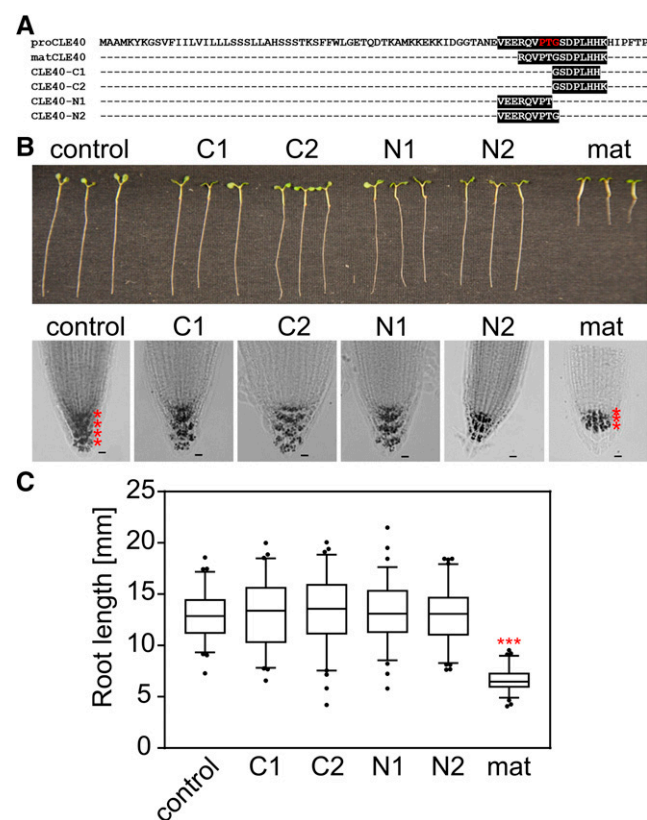 A
proCLE40 MAAMKYKGSVFIILVILLLSSSLLAHSSSTKSFFWLGETQDTKAMKKEKKIDGGTANEVEERQVPTGSDPLHHKHIPFTP
matCLE40 -------------------------------------------------------------RQVPTGSDPLHHK------
CLE40-C1 ------------------------------------------------------------------GSDPLHH-------
CLE40-C2 ------------------------------------------------------------------GSDPLHHK------
CLE40-N1 ----------------------------------------------------------VEERQVPT--------------
CLE40-N2 ----------------------------------------------------------VEERQVPTG-------------
B
control C1 C2 N1 N2 mat
control C1 C2 N1 N2 mat
**** ***
C
Root length [mm]
25
20
15
10
5
0
***
control C1 C2 N1 N2 mat